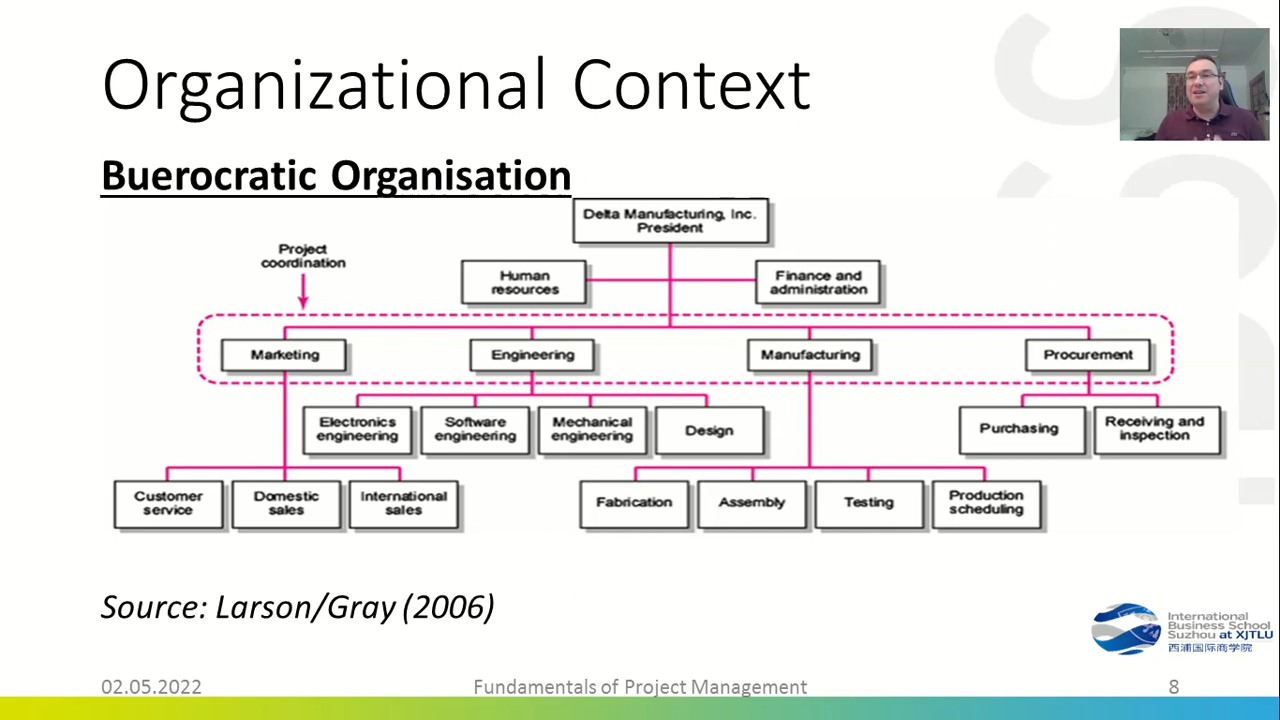 Organizational Context
Buerocratic Organisation
Delta Manufacturing, Inc.
President
Project
coordination
Human
resources
Finance and
administration
Marketing
Engineering
Manufacturing
Procurement
Electronics
engineering
Software
engineering
Mechanical
engineering
Design
Purchasing
Receiving and
inspection
Customer
service
Domestic
sales
International
sales
Fabrication
Assembly
Testing
Production
scheduling
Source: Larson/Gray (2006)
International
Business School
Suzhou at XJTLU
西浦国际商学院
02.05.2022
Fundamentals of Project Management
8